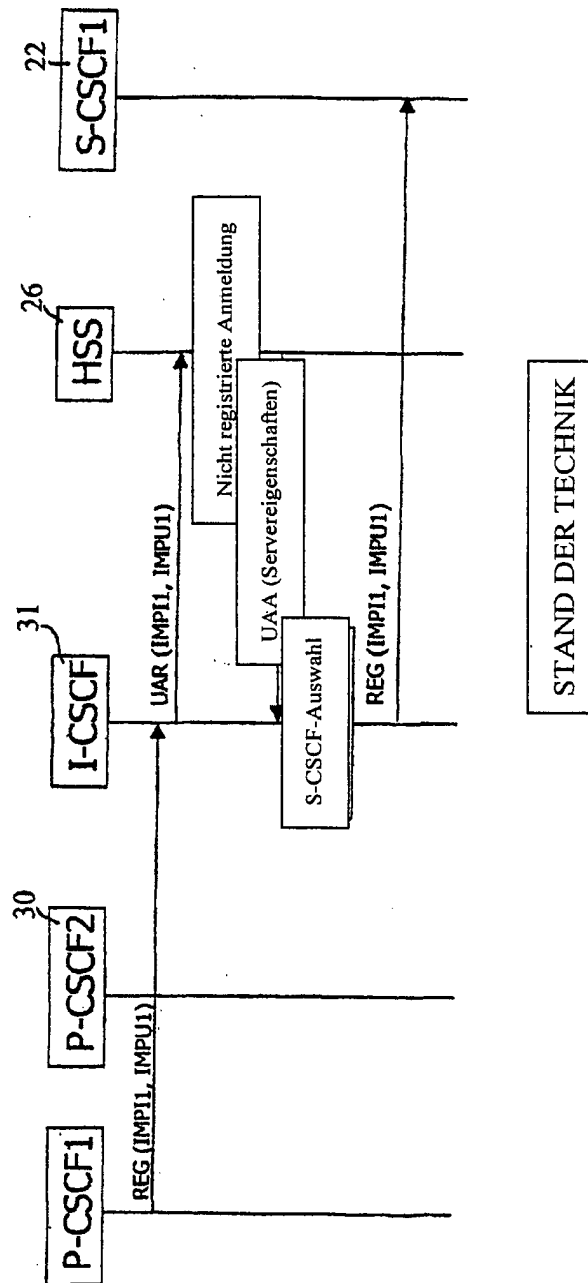 P-CSCF1
30
P-CSCF2
31
I-CSCF
26
HSS
22
S-CSCF1
REG (IMPI1, IMPU1)
UAR (IMPI1, IMPU1)
Nicht registrierte Anmeldung
UAA (Servereigenschaften)
S-CSCF-Auswahl
REG (IMPI1, IMPU1)
STAND DER TECHNIK